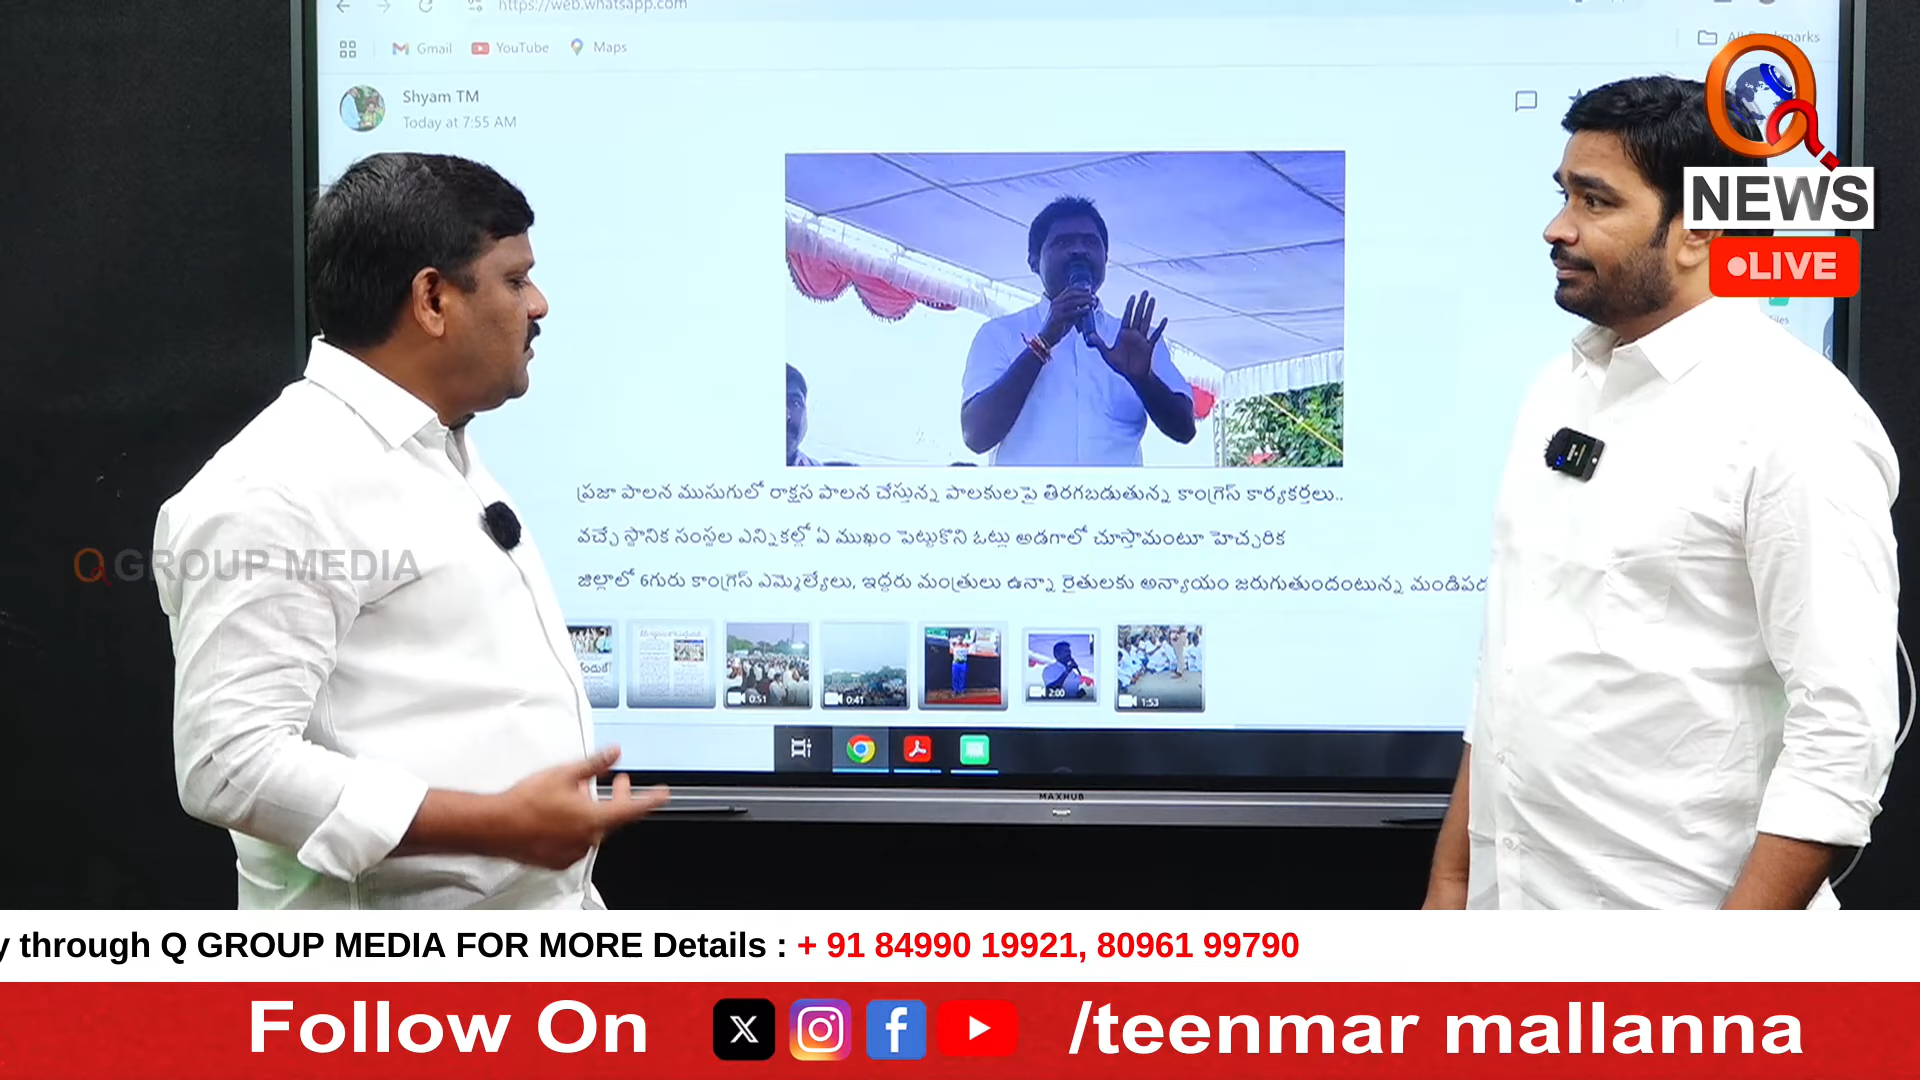 https://web.whatsapp.com
Gmail YouTube Maps
All Bookmarks
Shyam TM
Today at 7:55 AM
NEWS
LIVE
ప్రజా పాలన ముసుగులో రాక్షస పాలన చేస్తున్న పాలకులపై తిరగబడుతున్న కాంగ్రెస్ కార్యకర్తలు..
వచ్చే స్థానిక సంస్థల ఎన్నికల్లో ఏ ముఖం పెట్టుకొని ఓట్లు అడగాలో చూస్తామంటూ హెచ్చరిక
జిల్లాలో 6గురు కాంగ్రెస్ ఎమ్మెల్యేలు, ఇద్దరు మంత్రులు ఉన్నా రైతులకు అన్యాయం జరుగుతుందంటున్న
Q GROUP MEDIA
0:51 0:41 2:00 1:53
MAXHUB
y through Q GROUP MEDIA FOR MORE Details : + 91 84990 19921, 80961 99790
Follow On /teenmar mallanna